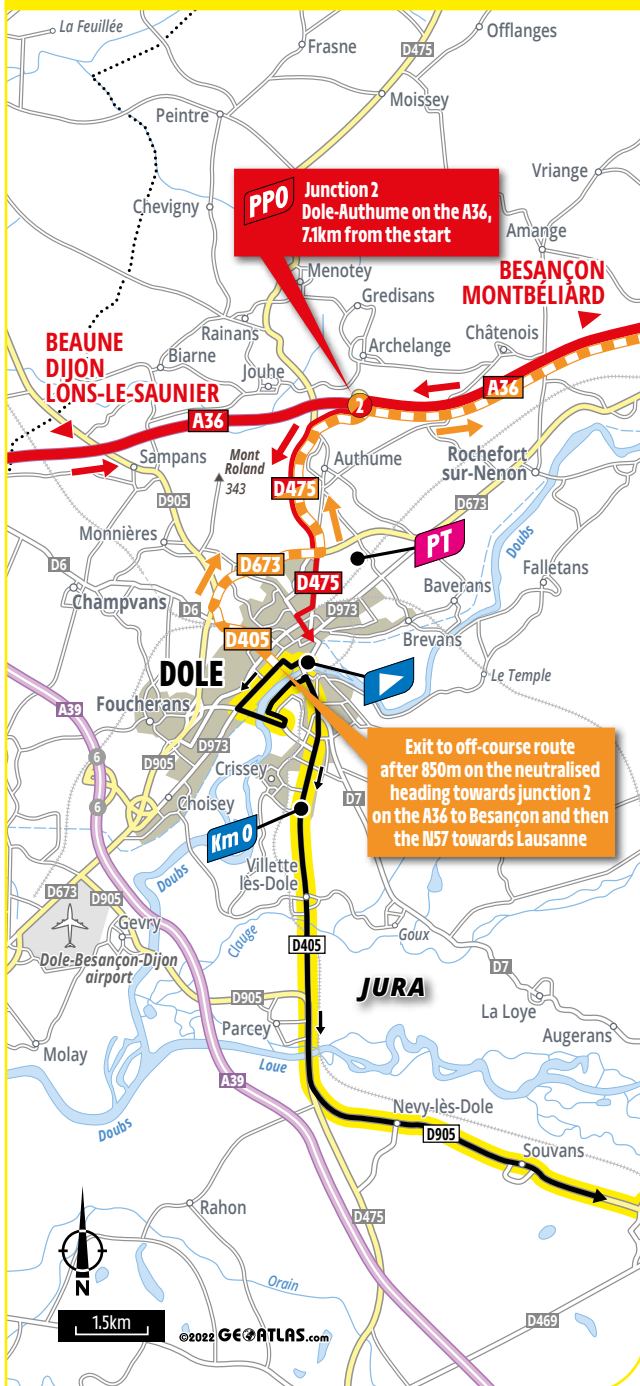 La Feuillée
Offlanges
Frasne
D475
Moissey
Peintre
Vriange
PPO
Junction 2
Dole-Authume on the A36,
7.1km from the start
Chevigny
Amange
Menotey
BESANÇON
MONTBÉLIARD
Gredisans
Rainans
BEAUNE
DIJON
LONS-LE-SAUNIER
Biarne
Archelange
Châtenois
Jouhe
A36
A36
2
Sampans
Mont
Roland
343
Authume
Rochefort
sur-Nenon
D475
D905
D673
Monnières
PT
Doubs
D6
D673
Falletans
Champvans
D6
D475
D973
Baverans
D405
Brevans
DOLE
Le Temple
A39
Foucherans
D973
D905
Crissey
6
6
Choisey
D7
Exit to off-course route
after 850m on the neutralised
heading towards junction 2
on the A36 to Besançon and then
the N57 towards Lausanne
Km 0
Doubs
Villette
lès-Dole
D673
D905
Gevry
Clauge
Goux
D405
Dole-Besançon-Dijon
airport
D7
JURA
D905
La Loye
Parcey
Augerans
Molay
Loue
A39
Doubs
Nevy-lès-Dole
D905
Souvans
Rahon
D475
N
Orain
1.5km
©2022 GEOATLAS.com
D469